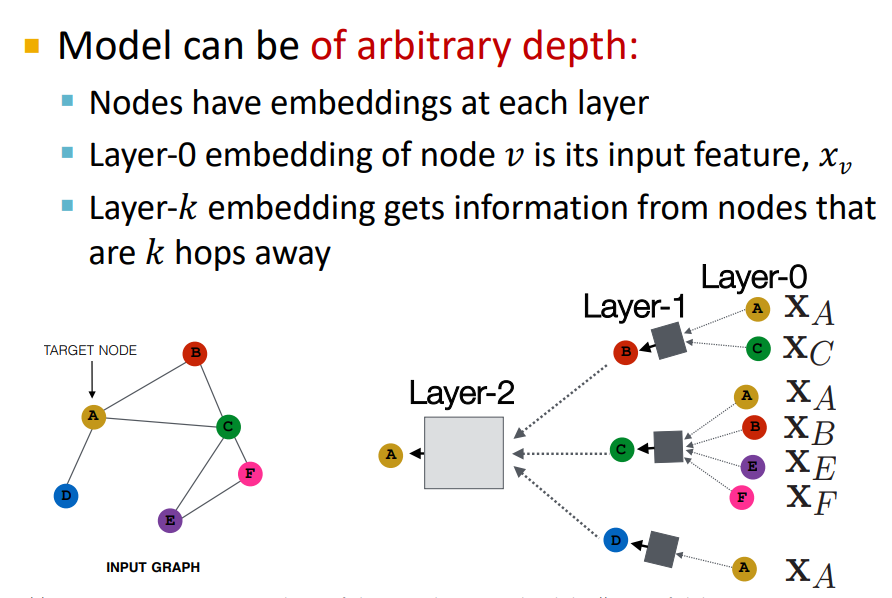 Model can be of arbitrary depth:
Nodes have embeddings at each layer
Layer-0 embedding of node v is its input feature, x_v
Layer-k embedding gets information from nodes that
are k hops away
TARGET NODE
B
A
C
F
D
E
INPUT GRAPH
Layer-2
A
Layer-1
B
C
D
Layer-0
A X_A
C X_C
A X_A
B X_B
E X_E
F X_F
A X_A